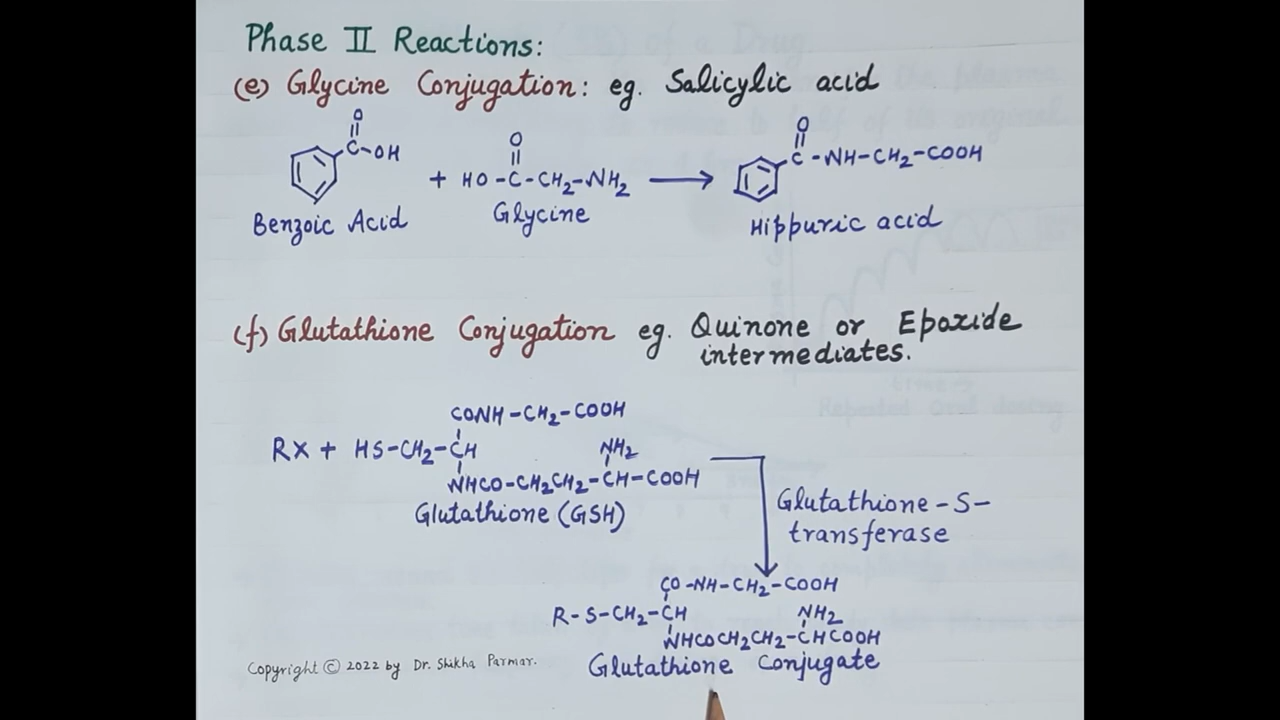 Phase II Reactions:
(e) Glycine Conjugation: eg. Salicylic acid
O
||
C-OH
+ HO-C-CH2-NH2
O
||
Benzoic Acid
Glycine
O
||
C-NH-CH2-COOH
Hippuric acid
(f) Glutathione Conjugation eg. Quinone or Epoxide
intermediates.
CONH-CH2-COOH
RX + HS-CH2-CH
NH2
NHCO-CH2CH2-CH-COOH
Glutathione (GSH)
Glutathione-S-
transferase
CO-NH-CH2-COOH
R-S-CH2-CH
NH2
NHCOCH2CH2-CHCOOH
Glutathione Conjugate
Copyright © 2022 by Dr. Shikha Parmar.